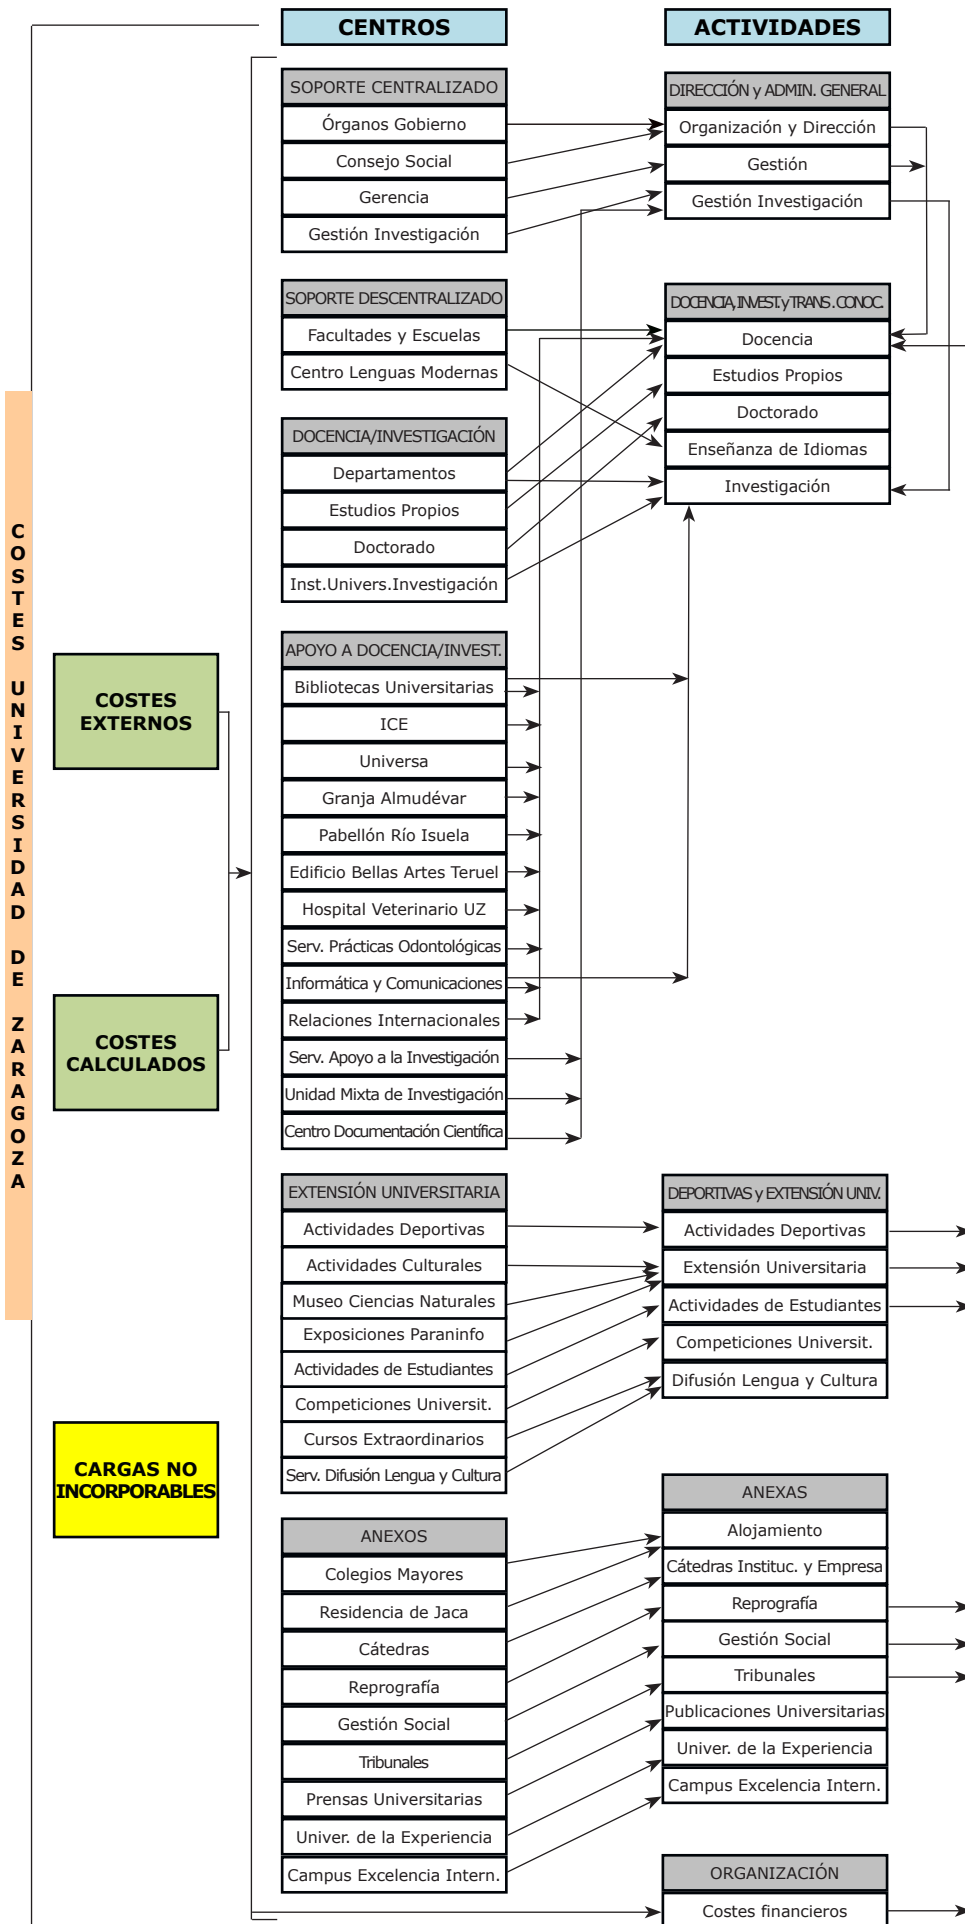 COSTES UNIVERSIDAD DE ZARAGOZA
COSTES
EXTERNOS
COSTES
CALCULADOS
CARGAS NO
INCORPORABLES
CENTROS
SOPORTE CENTRALIZADO
Órganos Gobierno
Consejo Social
Gerencia
Gestión Investigación
SOPORTE DESCENTRALIZADO
Facultades y Escuelas
Centro Lenguas Modernas
DOCENCIA/INVESTIGACIÓN
Departamentos
Estudios Propios
Doctorado
Inst.Univers.Investigación
APOYO A DOCENCIA/INVEST.
Bibliotecas Universitarias
ICE
Universa
Granja Almudévar
Pabellón Río Isuela
Edificio Bellas Artes Teruel
Hospital Veterinario UZ
Serv. Prácticas Odontológicas
Informática y Comunicaciones
Relaciones Internacionales
Serv. Apoyo a la Investigación
Unidad Mixta de Investigación
Centro Documentación Científica
EXTENSIÓN UNIVERSITARIA
Actividades Deportivas
Actividades Culturales
Museo Ciencias Naturales
Exposiciones Paraninfo
Actividades de Estudiantes
Competiciones Universit.
Cursos Extraordinarios
Serv. Difusión Lengua y Cultura
ANEXOS
Colegios Mayores
Residencia de Jaca
Cátedras
Reprografía
Gestión Social
Tribunales
Prensas Universitarias
Univer. de la Experiencia
Campus Excelencia Intern.
ACTIVIDADES
DIRECCIÓN y ADMIN. GENERAL
Organización y Dirección
Gestión
Gestión Investigación
DOCENCIA, INVEST. y TRANS. CONOC.
Docencia
Estudios Propios
Doctorado
Enseñanza de Idiomas
Investigación
DEPORTIVAS y EXTENSIÓN UNIV.
Actividades Deportivas
Extensión Universitaria
Actividades de Estudiantes
Competiciones Universit.
Difusión Lengua y Cultura
ANEXAS
Alojamiento
Cátedras Instituc. y Empresa
Reprografía
Gestión Social
Tribunales
Publicaciones Universitarias
Univer. de la Experiencia
Campus Excelencia Intern.
ORGANIZACIÓN
Costes financieros